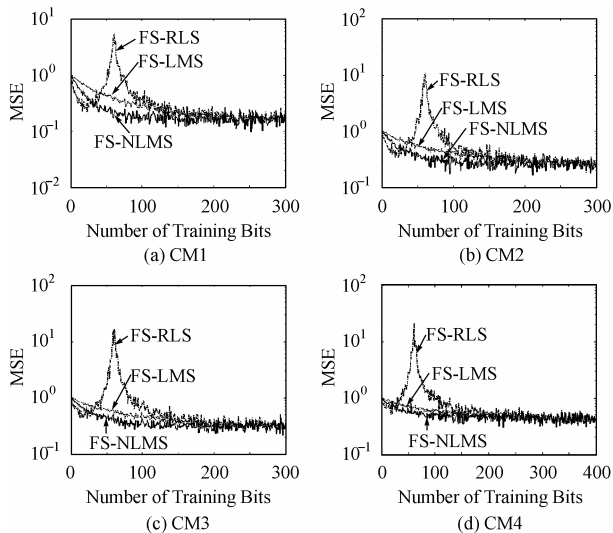 10^1
10^0
10^-1
10^-2
MSE
FS-RLS
FS-LMS
FS-NLMS
0 100 200 300
Number of Training Bits
(a) CM1
10^2
10^1
10^0
10^-1
MSE
FS-RLS
FS-LMS
FS-NLMS
0 100 200 300
Number of Training Bits
(b) CM2
10^2
10^1
10^0
10^-1
MSE
FS-RLS
FS-LMS
FS-NLMS
0 100 200 300
Number of Training Bits
(c) CM3
10^2
10^1
10^0
10^-1
MSE
FS-RLS
FS-LMS
FS-NLMS
0 100 200 300 400
Number of Training Bits
(d) CM4